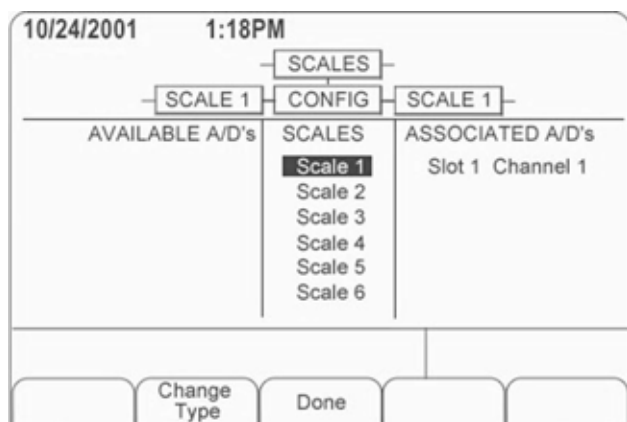 10/24/2001 1:18PM
SCALES
SCALE 1 CONFIG SCALE 1
AVAILABLE A/D's SCALES ASSOCIATED A/D's
Scale 1 Slot 1 Channel 1
Scale 2
Scale 3
Scale 4
Scale 5
Scale 6
Change
Type
Done